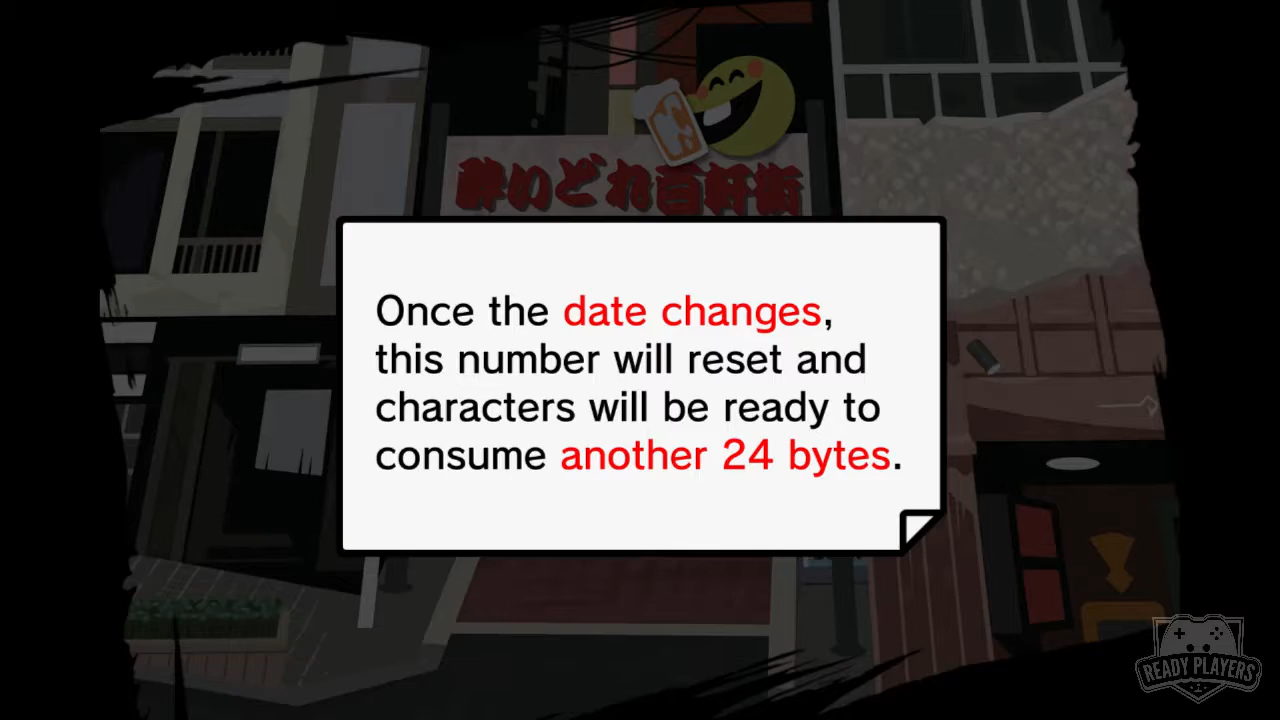 酔いどれ百軒街
Once the date changes,
this number will reset and
characters will be ready to
consume another 24 bytes.
READY PLAYERS